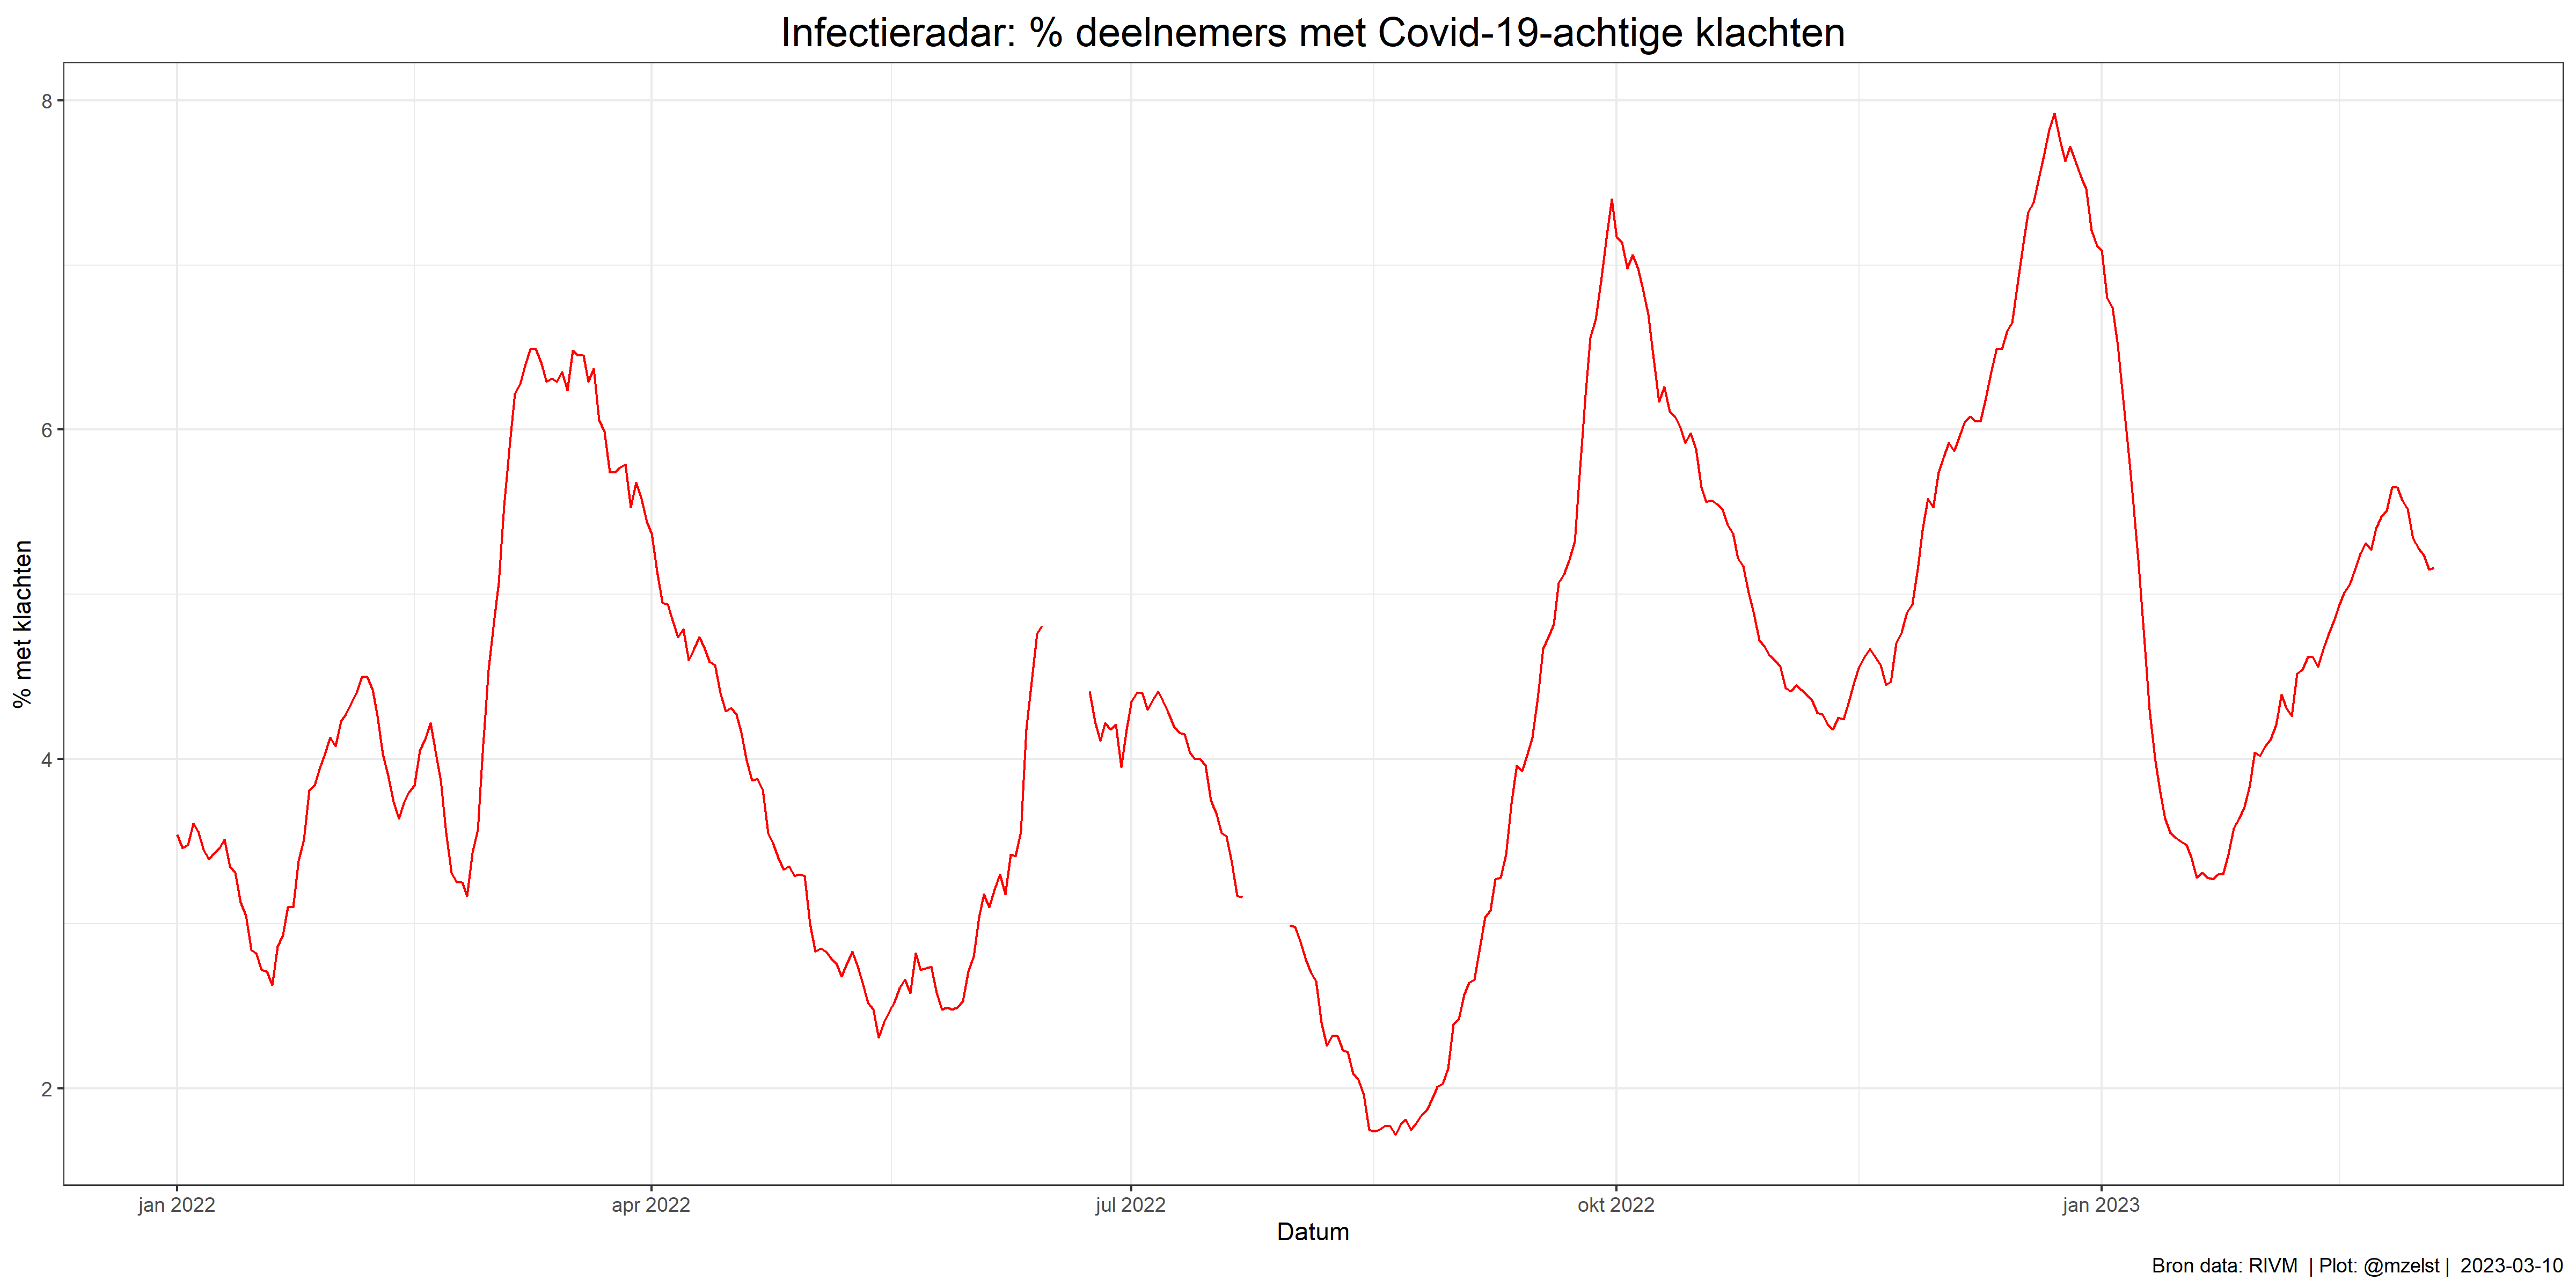 Infectieradar: % deelnemers met Covid-19-achtige klachten
8
6
4
2
% met klachten
jan 2022
apr 2022
jul 2022
okt 2022
jan 2023
Datum
Bron data: RIVM | Plot: @mzelst | 2023-03-10